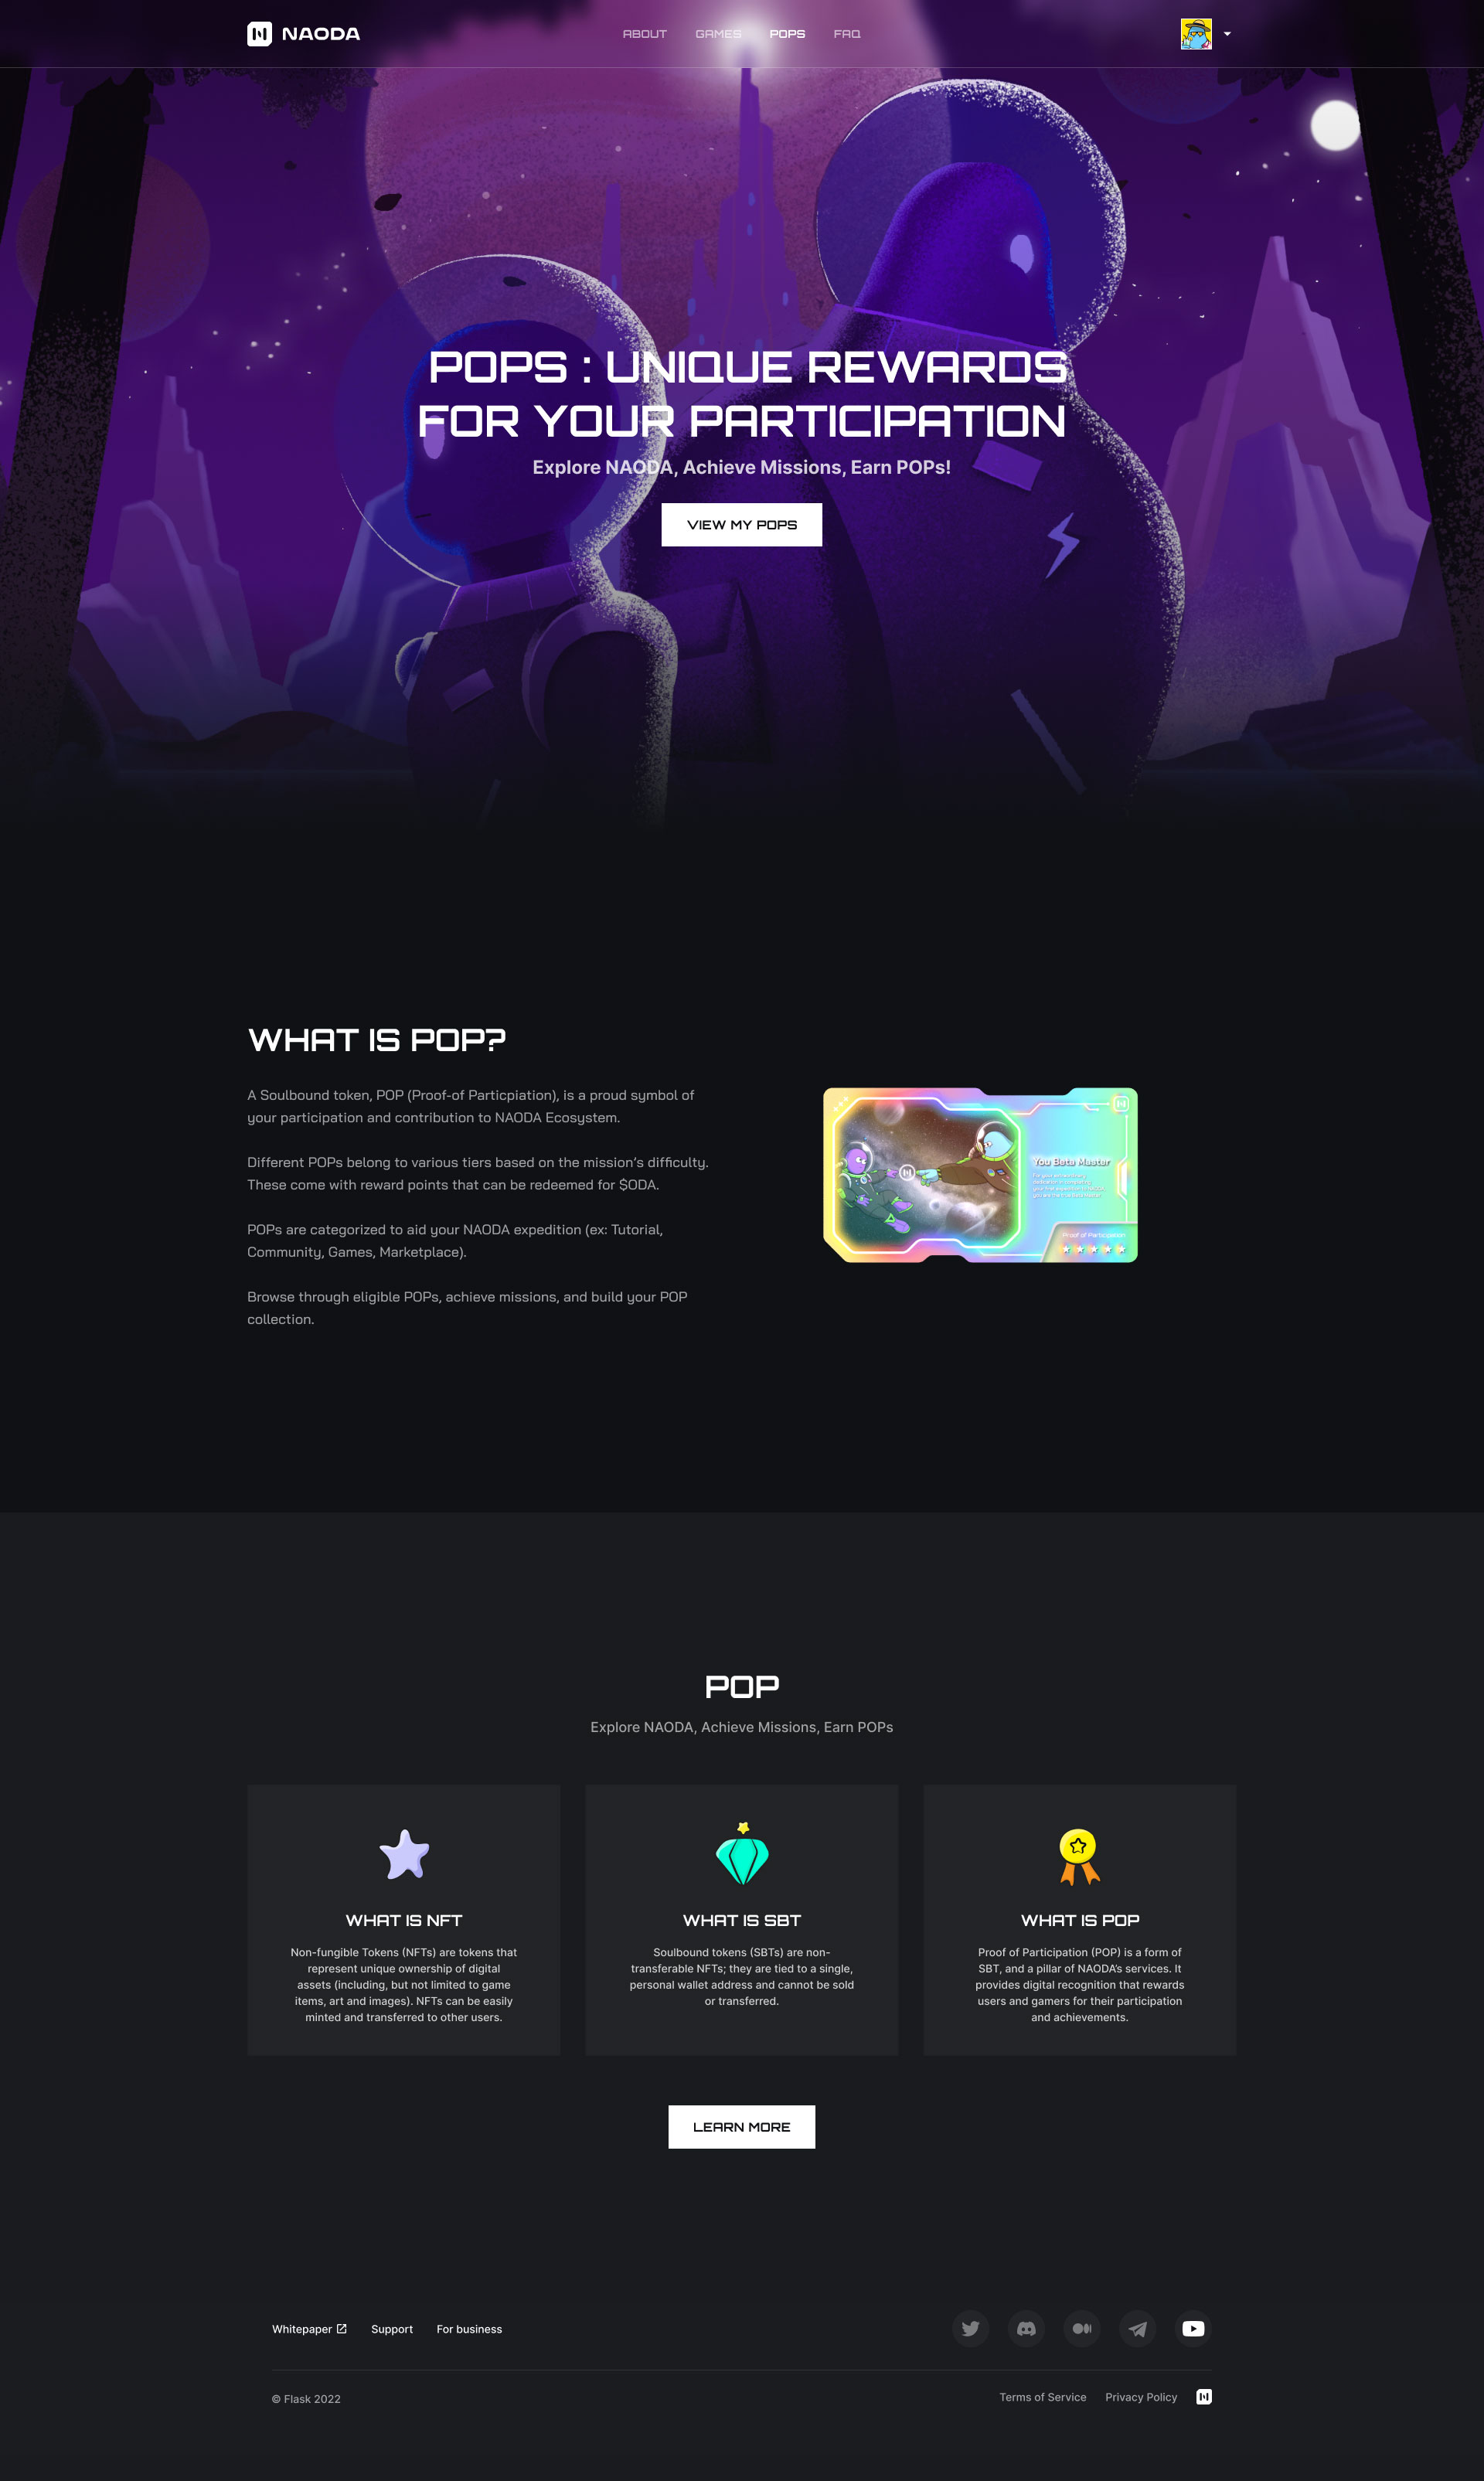 NAODA
ABOUT
GAMES
POPS
FAQ
POPS : UNIQUE REWARDS
FOR YOUR PARTICIPATION
Explore NAODA, Achieve Missions, Earn POPs!
VIEW MY POPS
WHAT IS POP?
A Soulbound token, POP (Proof-of Particpiation), is a proud symbol of
your participation and contribution to NAODA Ecosystem.
Different POPs belong to various tiers based on the mission's difficulty.
These come with reward points that can be redeemed for $ODA.
POPs are categorized to aid your NAODA expedition (ex: Tutorial,
Community, Games, Marketplace).
Browse through eligible POPs, achieve missions, and build your POP
collection.
You Beta Master
Proof of Participation
POP
Explore NAODA, Achieve Missions, Earn POPs
WHAT IS NFT
Non-fungible Tokens (NFTs) are tokens that
represent unique ownership of digital
assets (including, but not limited to game
items, art and images). NFTs can be easily
minted and transferred to other users.
WHAT IS SBT
Soulbound tokens (SBTs) are non-
transferable NFTs; they are tied to a single,
personal wallet address and cannot be sold
or transferred.
WHAT IS POP
Proof of Participation (POP) is a form of
SBT, and a pillar of NAODA's services. It
provides digital recognition that rewards
users and gamers for their participation
and achievements.
LEARN MORE
Whitepaper
Support
For business
© Flask 2022
Terms of Service
Privacy Policy